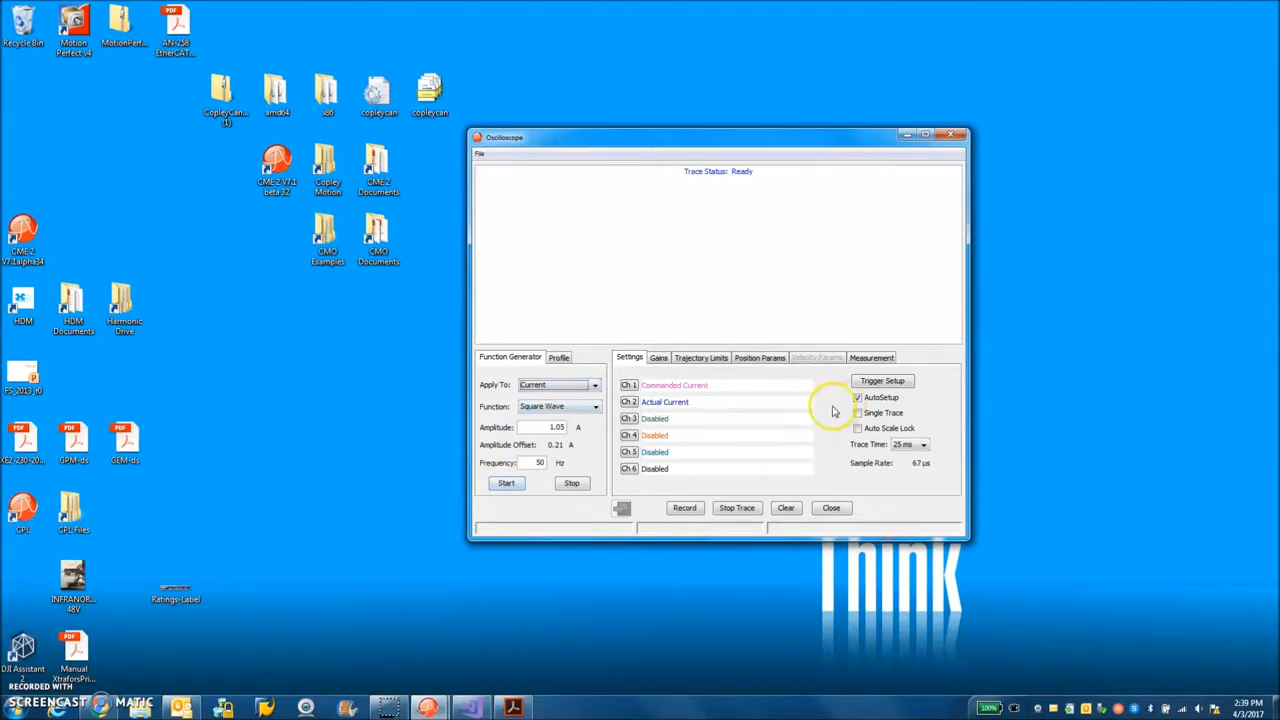 Recycle Bin
Motion
Perfect v4
MotionPerf...
PDF
AN-258
EtherCAT...
CopleyCan...
(1)
amd64
x86
copleycan
copleycan
CME 2 V7.1
beta 32
Copley
Motion
CME 2
Documents
CME 2
V7.1alpha34
CMO
Examples
CMO
Documents
HDM
HDM
Documents
Harmonic
Drive
FS_2013_r0
PDF
XE2-230-20...
PDF
GPM-ds
PDF
GEM-ds
CPL
CPL Files
INFRANOR...
48V
Ratings-Label
DJI Assistant
2
PDF
Manual
XtraforsPri...
Oscilloscope
File
Trace Status: Ready
Function Generator
Profile
Apply To:
Current
Function:
Square Wave
Amplitude:
1.05
A
Amplitude Offset:
0.21 A
Frequency:
50
Hz
Start
Stop
Settings
Gains
Trajectory Limits
Position Params
Velocity Params
Measurement
Ch 1
Commanded Current
Ch 2
Actual Current
Ch 3
Disabled
Ch 4
Disabled
Ch 5
Disabled
Ch 6
Disabled
Trigger Setup
AutoSetup
Single Trace
Auto Scale Lock
Trace Time:
25 ms
Sample Rate:
67 µs
Record
Stop Trace
Clear
Close
Think
RECORDED WITH
SCREENCAST
MATIC
100%
2:39 PM
4/3/2017